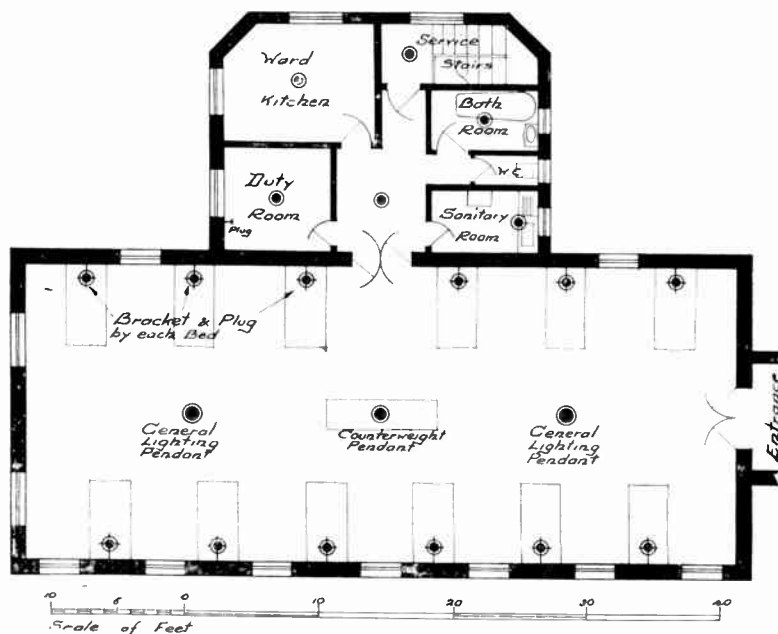 Service
Stairs
Ward
Kitchen
Bath
Room
W.C.
Duty
Room
Plug
Sanitary
Room
Bracket & Plug
by each Bed
Entrance
General
Lighting
Pendant
Counterweight
Pendant
General
Lighting
Pendant
10 5 0 10 20 30 40
Scale of Feet